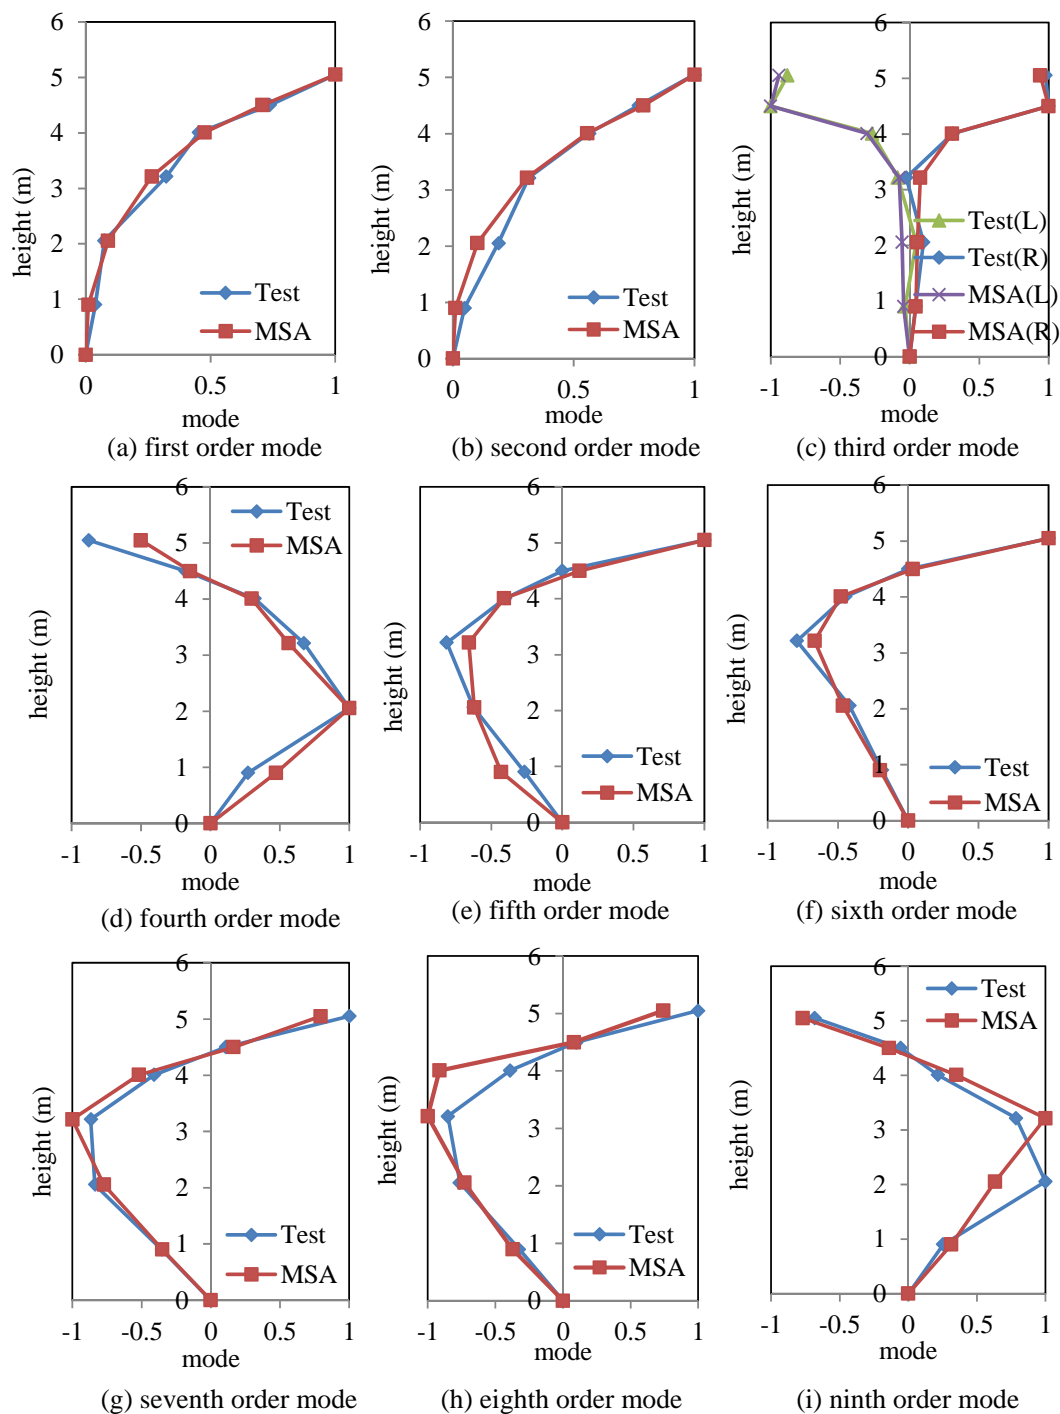 6
5
4
3
2
1
0
height (m)
Test
MSA
0
0.5
1
mode
(a) first order mode
6
5
4
3
2
1
0
height (m)
Test
MSA
0
0.5
1
mode
(b) second order mode
6
5
4
3
2
1
0
height (m)
Test(L)
Test(R)
MSA(L)
MSA(R)
-1
-0.5
0
0.5
1
mode
(c) third order mode
6
5
4
3
2
1
0
height (m)
Test
MSA
-1
-0.5
0
0.5
1
mode
(d) fourth order mode
6
5
4
3
2
1
0
height (m)
Test
MSA
-1
-0.5
0
0.5
1
mode
(e) fifth order mode
6
5
4
3
2
1
0
height (m)
Test
MSA
-1
-0.5
0
0.5
1
mode
(f) sixth order mode
6
5
4
3
2
1
0
height (m)
Test
MSA
-1
-0.5
0
0.5
1
mode
(g) seventh order mode
6
5
4
3
2
1
0
height (m)
Test
MSA
-1
-0.5
0
0.5
1
mode
(h) eighth order mode
6
5
4
3
2
1
0
height (m)
Test
MSA
-1
-0.5
0
0.5
1
mode
(i) ninth order mode